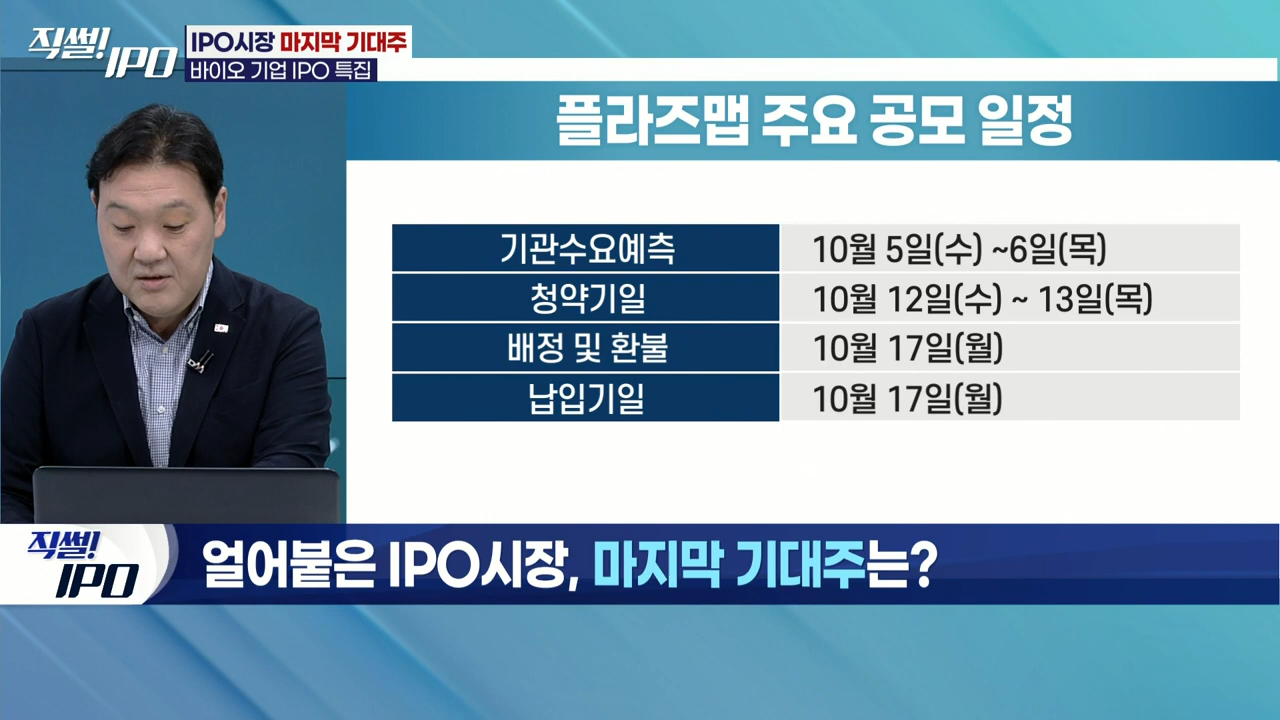 직썰!
IPO
IPO시장 마지막 기대주
바이오 기업 IPO 특집
플라즈맵 주요 공모 일정
기관수요예측 10월 5일(수) ~6일(목)
청약기일 10월 12일(수) ~ 13일(목)
배정 및 환불 10월 17일(월)
납입기일 10월 17일(월)
직썰!
IPO
얼어붙은 IPO시장, 마지막 기대주는?